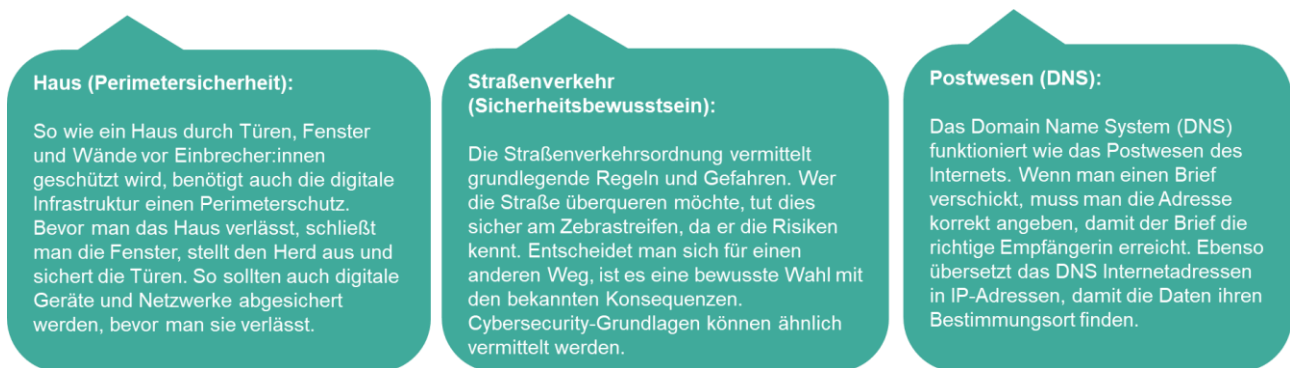 Haus (Perimetersicherheit):
So wie ein Haus durch Türen, Fenster
und Wände vor Einbrecher:innen
geschützt wird, benötigt auch die digitale
Infrastruktur einen Perimeterschutz.
Bevor man das Haus verlässt, schließt
man die Fenster, stellt den Herd aus und
sichert die Türen. So sollten auch digitale
Geräte und Netzwerke abgesichert
werden, bevor man sie verlässt.
Straßenverkehr
(Sicherheitsbewusstsein):
Die Straßenverkehrsordnung vermittelt
grundlegende Regeln und Gefahren. Wer
die Straße überqueren möchte, tut dies
sicher am Zebrastreifen, da er die Risiken
kennt. Entscheidet man sich für einen
anderen Weg, ist es eine bewusste Wahl mit
den bekannten Konsequenzen.
Cybersecurity-Grundlagen können ähnlich
vermittelt werden.
Postwesen (DNS):
Das Domain Name System (DNS)
funktioniert wie das Postwesen des
Internets. Wenn man einen Brief
verschickt, muss man die Adresse
korrekt angeben, damit der Brief die
richtige Empfängerin erreicht. Ebenso
übersetzt das DNS Internetadressen
in IP-Adressen, damit die Daten ihren
Bestimmungsort finden.